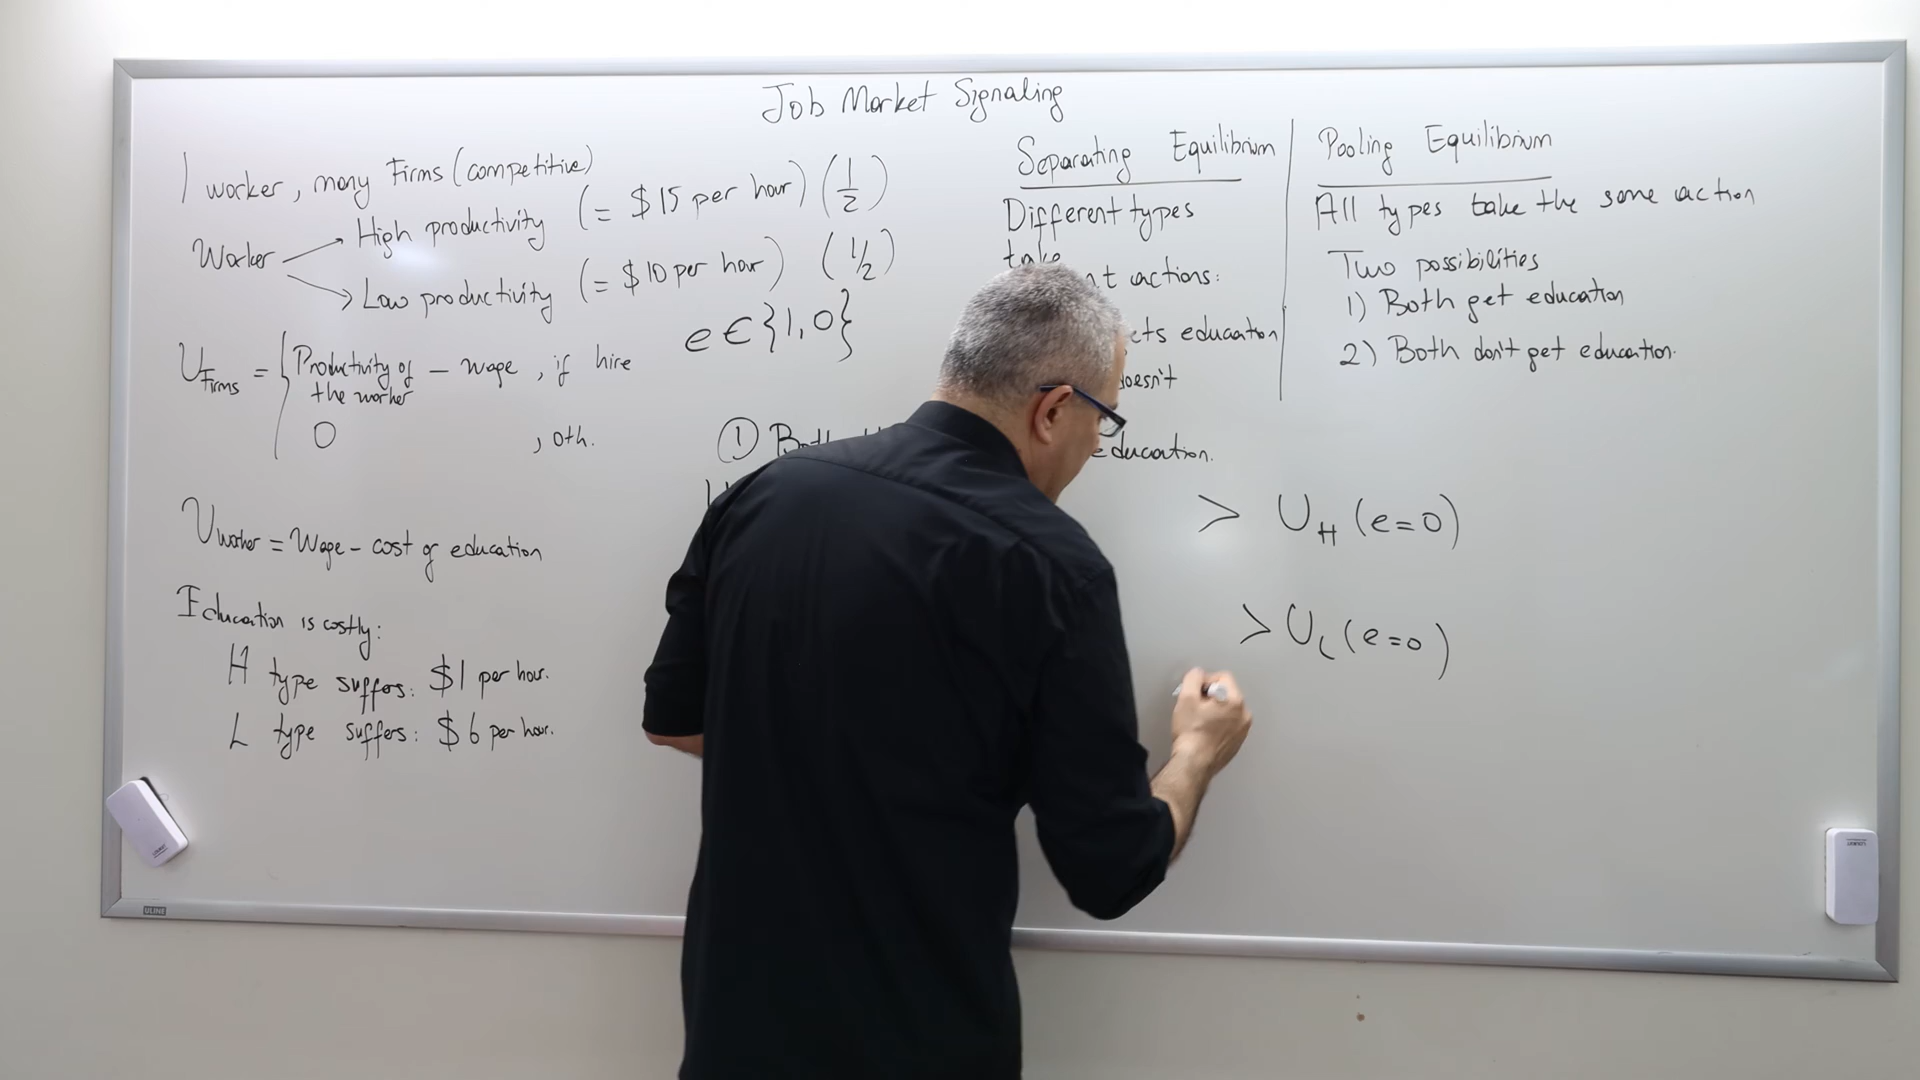 Job Market Signaling
1 worker, many Firms (competitive)
Worker
High productivity (= $15 per hour) (1/2)
Low productivity (= $10 per hour) (1/2)
e ∈ {1,0}
U Firms = { Productivity of the worker - wage, if hire
0 , oth.
U worker = Wage - cost of education
Education is costly:
H type suffers: $1 per hour.
L type suffers: $6 per hour.
Separating Equilibrium
Different types
take
actions:
education
doesn't
Pooling Equilibrium
All types take the same action
Two possibilities
1) Both get education
2) Both don't get education.
① Both education.
> U_H (e=0)
> U_L (e=0)
ULINE